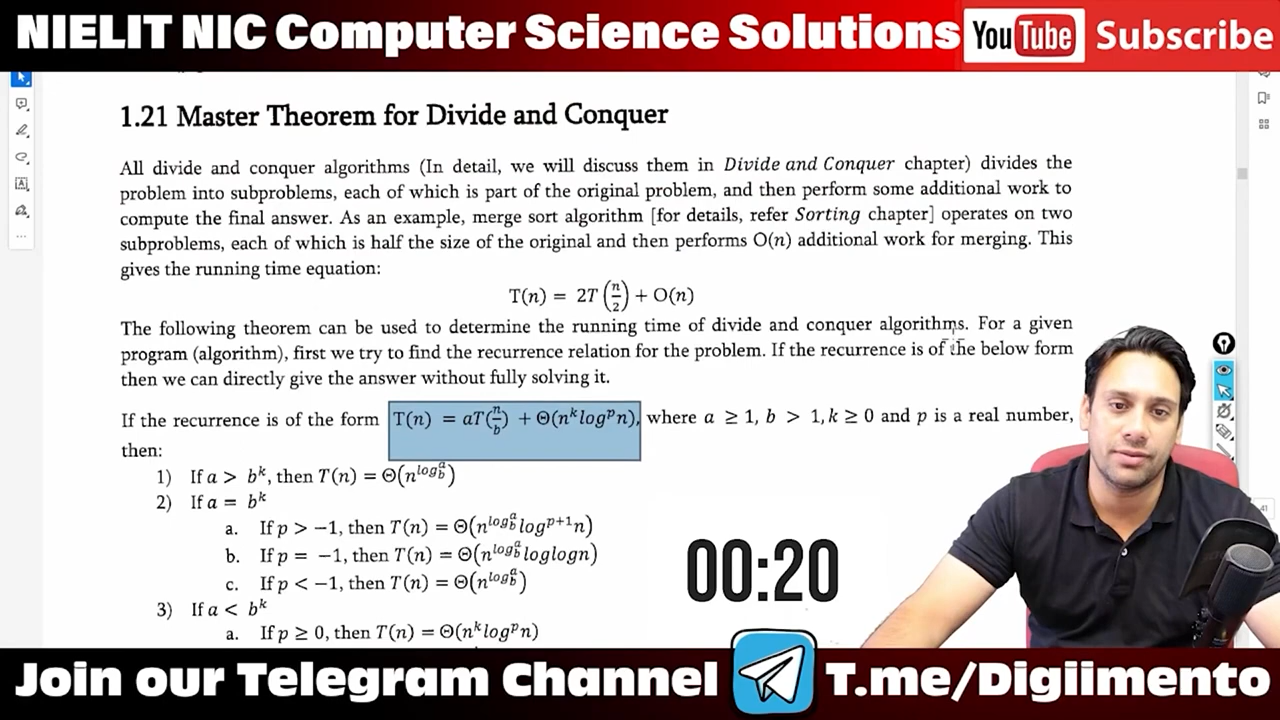 NIELIT NIC Computer Science Solutions YouTube Subscribe
1.21 Master Theorem for Divide and Conquer
All divide and conquer algorithms (In detail, we will discuss them in Divide and Conquer chapter) divides the
problem into subproblems, each of which is part of the original problem, and then perform some additional work to
compute the final answer. As an example, merge sort algorithm [for details, refer Sorting chapter] operates on two
subproblems, each of which is half the size of the original and then performs O(n) additional work for merging. This
gives the running time equation:
T(n) = 2T(n/2) + O(n)
The following theorem can be used to determine the running time of divide and conquer algorithms. For a given
program (algorithm), first we try to find the recurrence relation for the problem. If the recurrence is of the below form
then we can directly give the answer without fully solving it.
If the recurrence is of the form T(n) = aT(n/b) + Θ(n^k log^p n), where a ≥ 1, b > 1, k ≥ 0 and p is a real number,
then:
1) If a > b^k, then T(n) = Θ(n^{log_b^a})
2) If a = b^k
a. If p > −1, then T(n) = Θ(n^{log_b^a} log^{p+1} n)
b. If p = −1, then T(n) = Θ(n^{log_b^a} loglogn)
c. If p < −1, then T(n) = Θ(n^{log_b^a})
3) If a < b^k
a. If p ≥ 0, then T(n) = Θ(n^k log^p n)
00:20
41
Join our Telegram Channel T.me/Digiimento